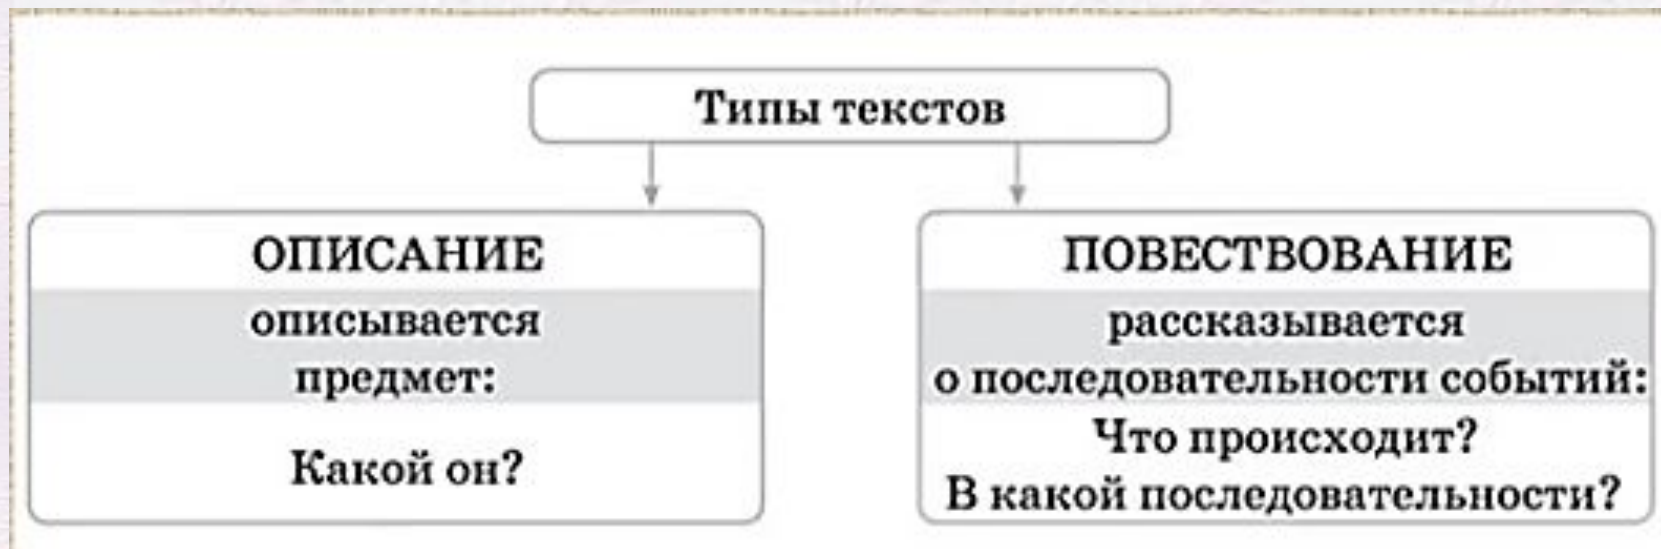 Типы текстов
ОПИСАНИЕ
описывается
предмет:
Какой он?
ПОВЕСТВОВАНИЕ
рассказывается
о последовательности событий:
Что происходит?
В какой последовательности?